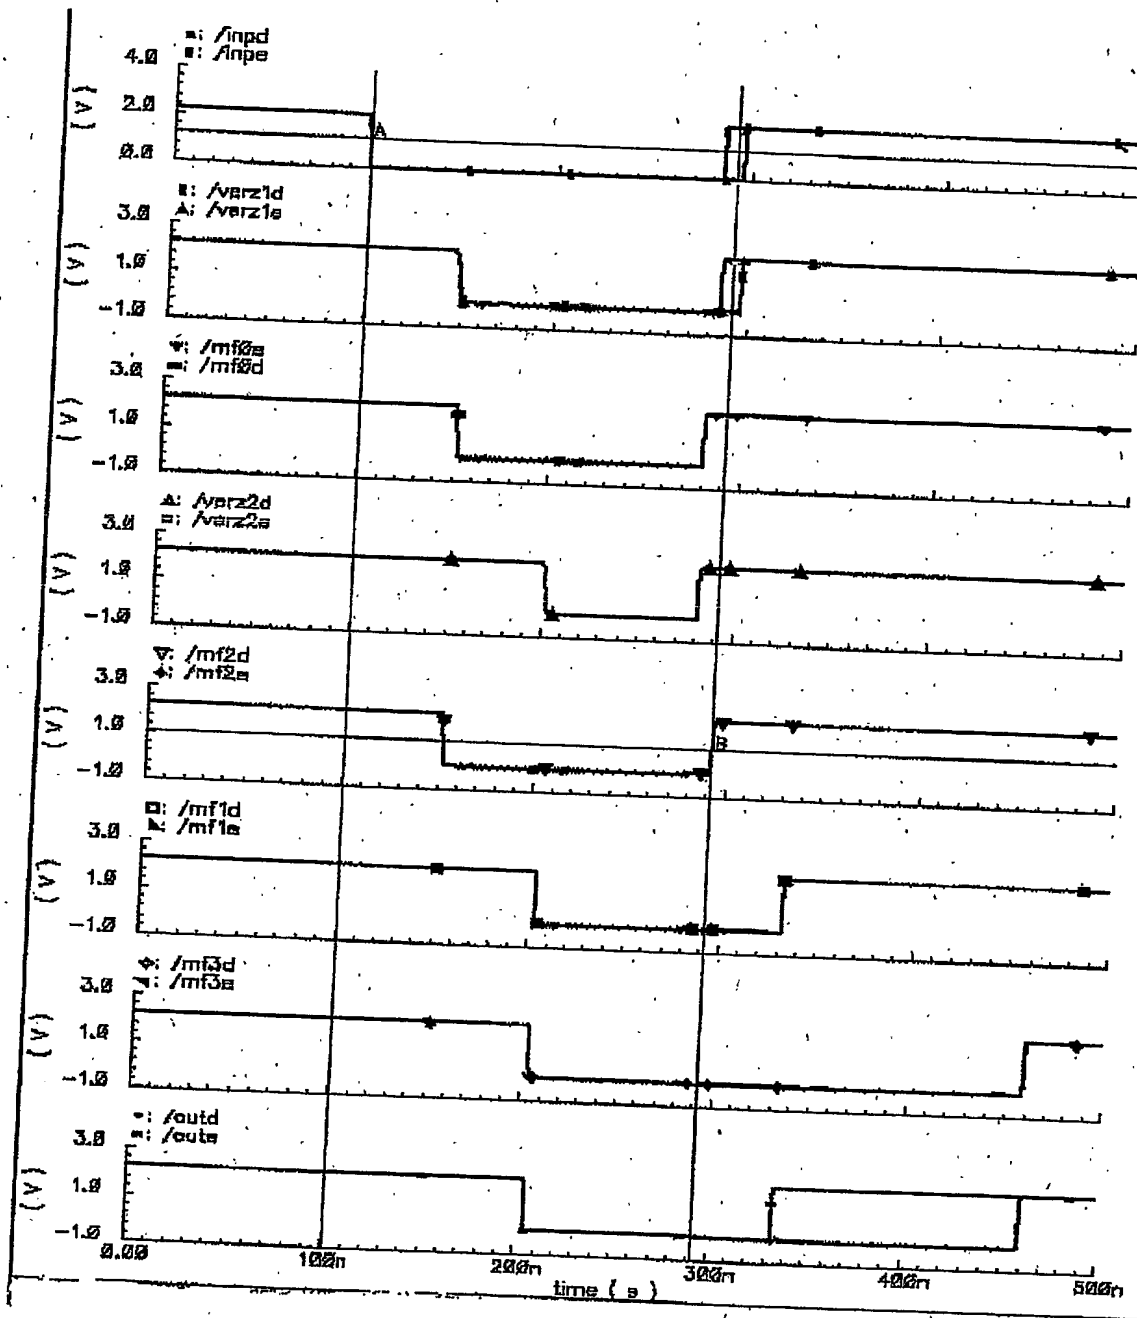 /inpd
/inpe
4.0
2.0
0.0
(V)
A
/verz1d
/verz1e
3.0
1.0
-1.0
(V)
/mf0e
/mf0d
3.0
1.0
-1.0
(V)
/verz2d
/verz2e
3.0
1.0
-1.0
(V)
/mf2d
/mf2e
3.0
1.0
-1.0
(V)
B
/mf1d
/mf1e
3.0
1.0
-1.0
(V)
/mf3d
/mf3e
3.0
1.0
-1.0
(V)
/outd
/oute
3.0
1.0
-1.0
(V)
0.00 100n 200n 300n 400n 500n
time ( s )